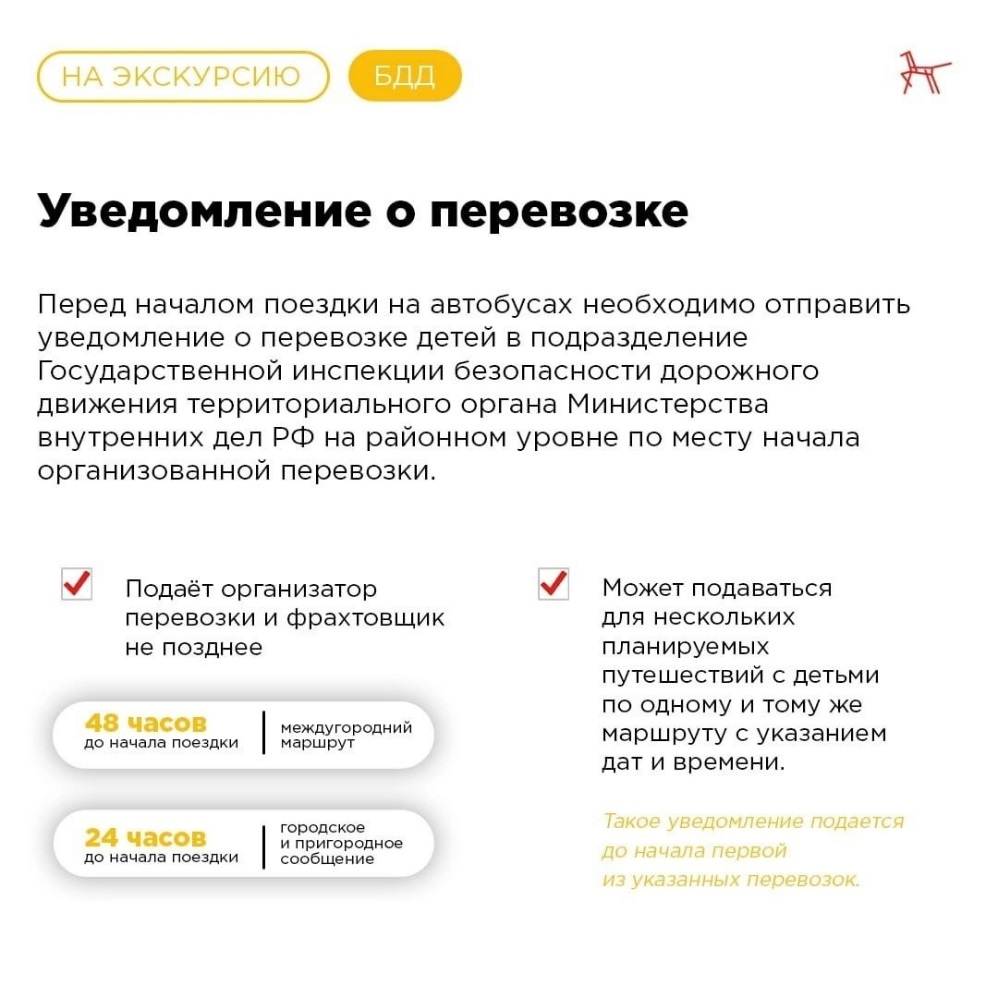 НА ЭКСКУРСИЮ
БДД
Уведомление о перевозке
Перед началом поездки на автобусах необходимо отправить
уведомление о перевозке детей в подразделение
Государственной инспекции безопасности дорожного
движения территориального органа Министерства
внутренних дел РФ на районном уровне по месту начала
организованной перевозки.
Подаёт организатор
перевозки и фрахтовщик
не позднее
48 часов
до начала поездки
междугородний
маршрут
24 часов
до начала поездки
городское
и пригородное
сообщение
Может подаваться
для нескольких
планируемых
путешествий с детьми
по одному и тому же
маршруту с указанием
дат и времени.
Такое уведомление подается
до начала первой
из указанных перевозок.